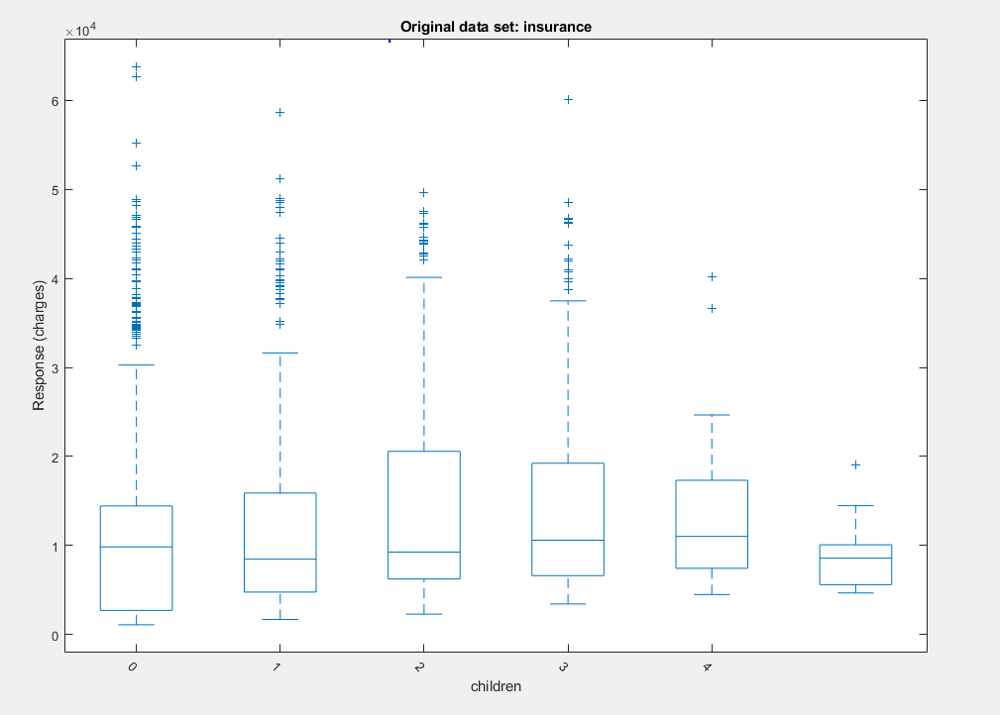 Original data set: insurance
×10^4
6
5
4
3
2
1
0
Response (charges)
0 1 2 3 4
children